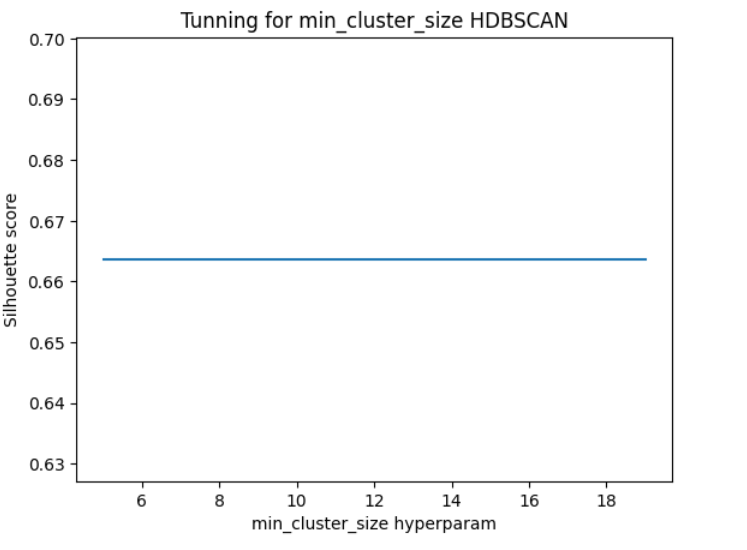 Tunning for min_cluster_size HDBSCAN
0.70
0.69
0.68
0.67
0.66
0.65
0.64
0.63
Silhouette score
6 8 10 12 14 16 18
min_cluster_size hyperparam